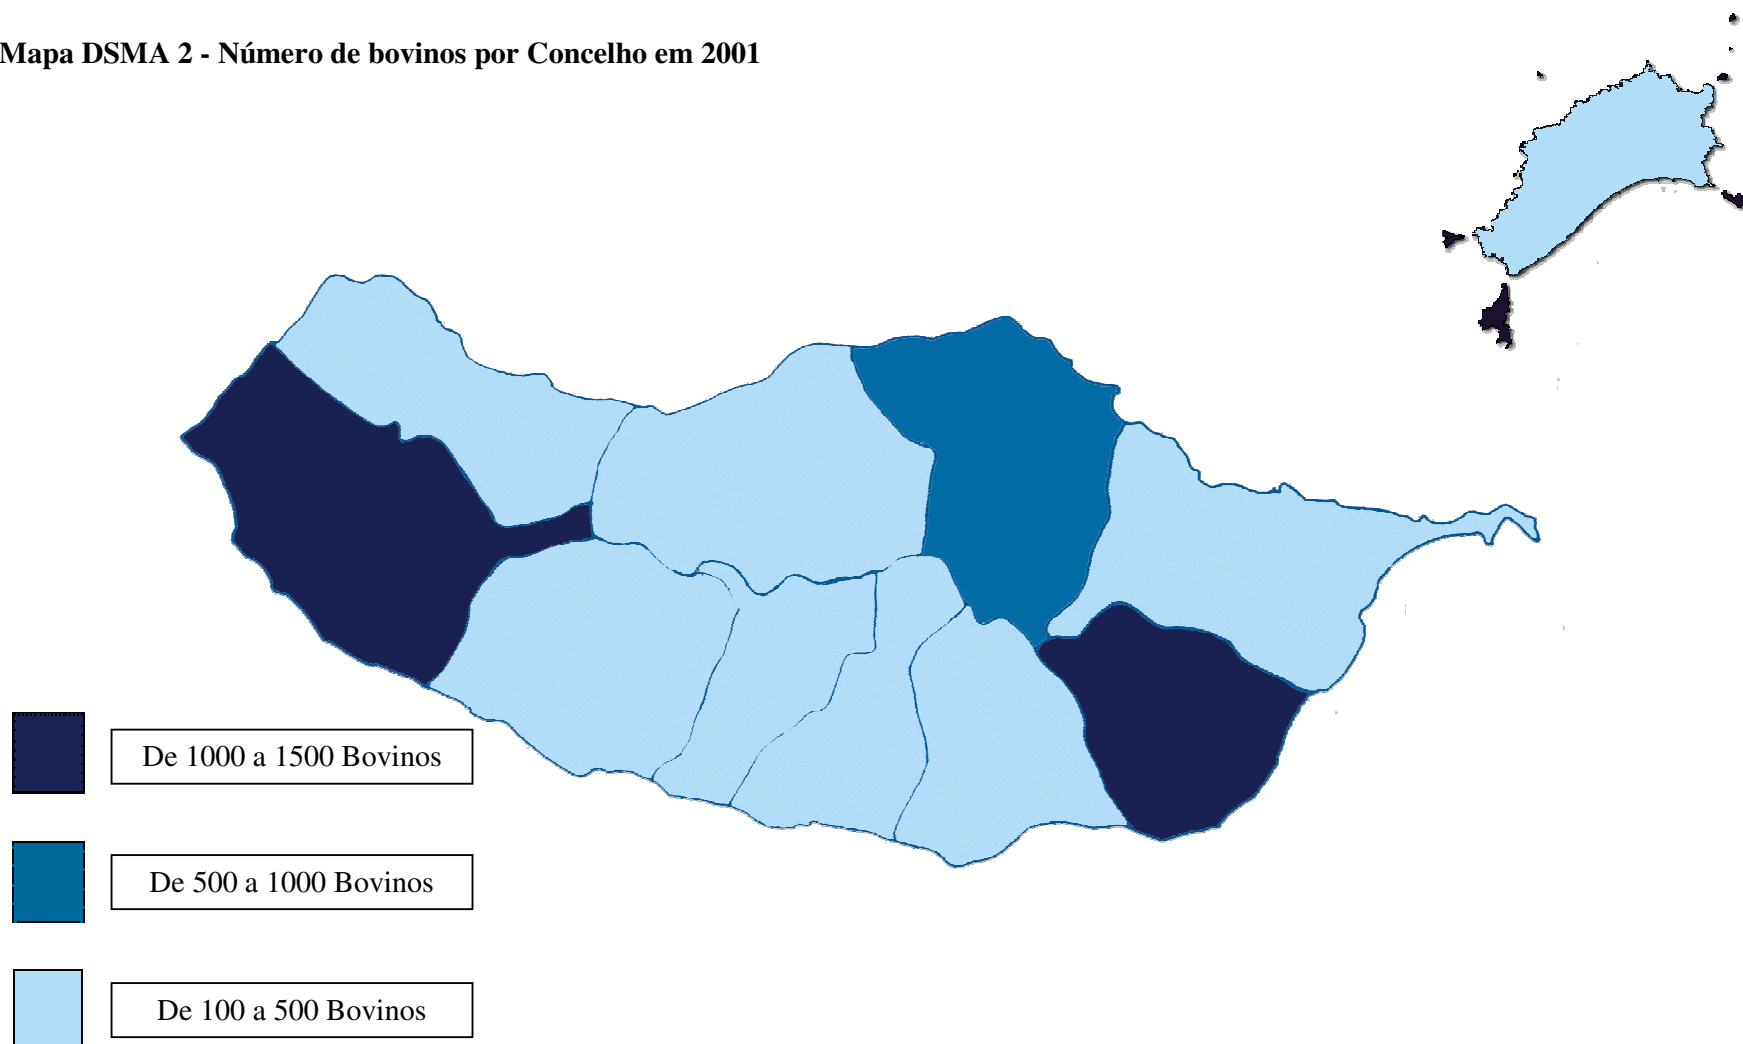 Mapa DSMA 2 - Número de bovinos por Concelho em 2001
De 1000 a 1500 Bovinos
De 500 a 1000 Bovinos
De 100 a 500 Bovinos